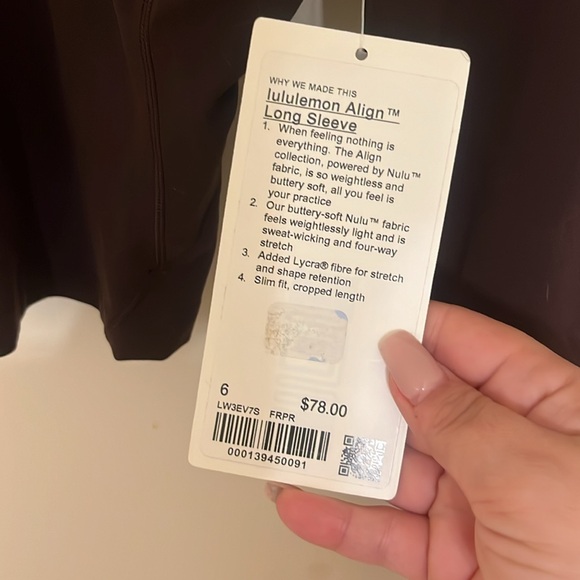 WHY WE MADE THIS
lululemon Align™
Long Sleeve
1. When feeling nothing is
everything. The Align
collection, powered by Nulu™
fabric, is so weightless and
buttery soft, all you feel is
your practice
2. Our buttery-soft Nulu™ fabric
feels weightlessly light and is
sweat-wicking and four-way
stretch
3. Added Lycra® fibre for stretch
and shape retention
4. Slim fit, cropped length
6 $78.00
LW3EV7S FRPR
000139450091